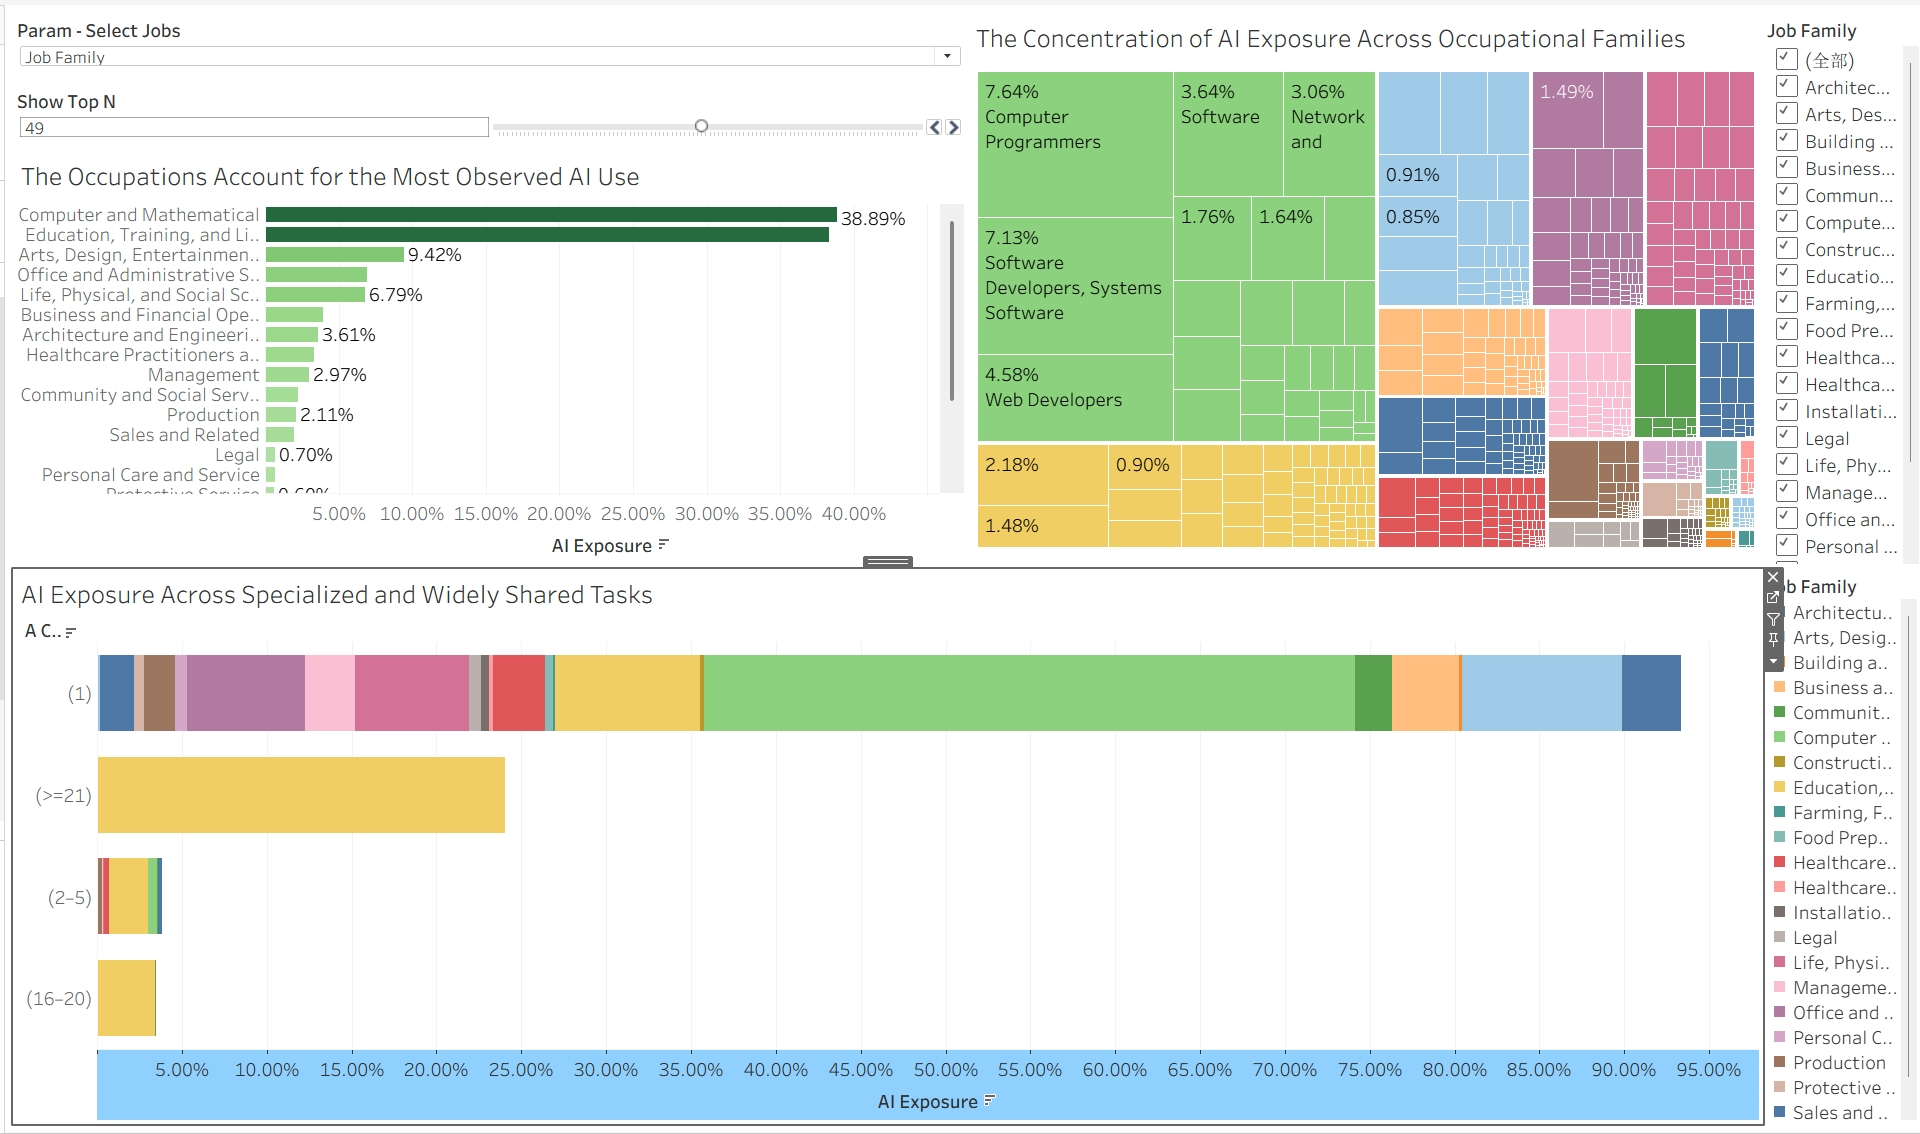 Param - Select Jobs
Job Family
Show Top N
49
The Occupations Account for the Most Observed AI Use
Computer and Mathematical
38.89%
Education, Training, and Li..
Arts, Design, Entertainmen..
9.42%
Office and Administrative S..
Life, Physical, and Social Sc..
6.79%
Business and Financial Ope..
Architecture and Engineeri..
3.61%
Healthcare Practitioners a..
Management
2.97%
Community and Social Serv..
Production
2.11%
Sales and Related
Legal
0.70%
Personal Care and Service
Protective Service
0.60%
5.00%
10.00%
15.00%
20.00%
25.00%
30.00%
35.00%
40.00%
AI Exposure
The Concentration of AI Exposure Across Occupational Families
7.64%
Computer
Programmers
3.64%
Software
3.06%
Network
and
7.13%
Software
Developers, Systems
Software
1.76%
1.64%
4.58%
Web Developers
0.91%
0.85%
1.49%
2.18%
0.90%
1.48%
Job Family
(全部)
Architec...
Arts, Des...
Building ...
Business...
Commun...
Compute...
Construc...
Educatio...
Farming,...
Food Pre...
Healthca...
Healthca...
Installati...
Legal
Life, Phy...
Manage...
Office an...
Personal ...
AI Exposure Across Specialized and Widely Shared Tasks
A C..
(1)
(>=21)
(2–5)
(16–20)
5.00%
10.00%
15.00%
20.00%
25.00%
30.00%
35.00%
40.00%
45.00%
50.00%
55.00%
60.00%
65.00%
70.00%
75.00%
80.00%
85.00%
90.00%
95.00%
AI Exposure
b Family
Architectu..
Arts, Desig..
Building a..
Business a..
Communit..
Computer ..
Constructi..
Education,..
Farming, F..
Food Prep..
Healthcare..
Healthcare..
Installatio..
Legal
Life, Physi..
Manageme..
Office and ..
Personal C..
Production
Protective ..
Sales and ..